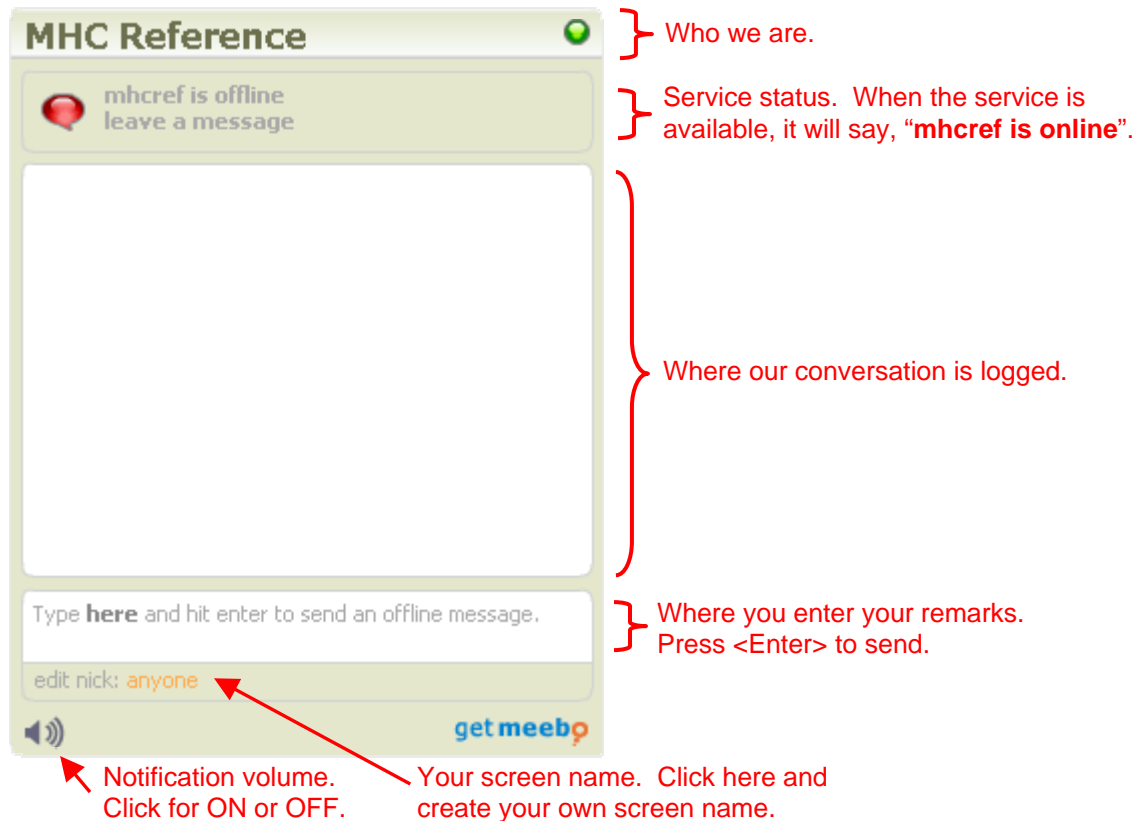 MHC Reference
Who we are.
mhcref is offline
leave a message
Service status.  When the service is
available, it will say, “mhcref is online”.
Where our conversation is logged.
Type here and hit enter to send an offline message.
Where you enter your remarks.
Press <Enter> to send.
edit nick: anyone
get meebo
Notification volume.
Click for ON or OFF.
Your screen name.  Click here and
create your own screen name.